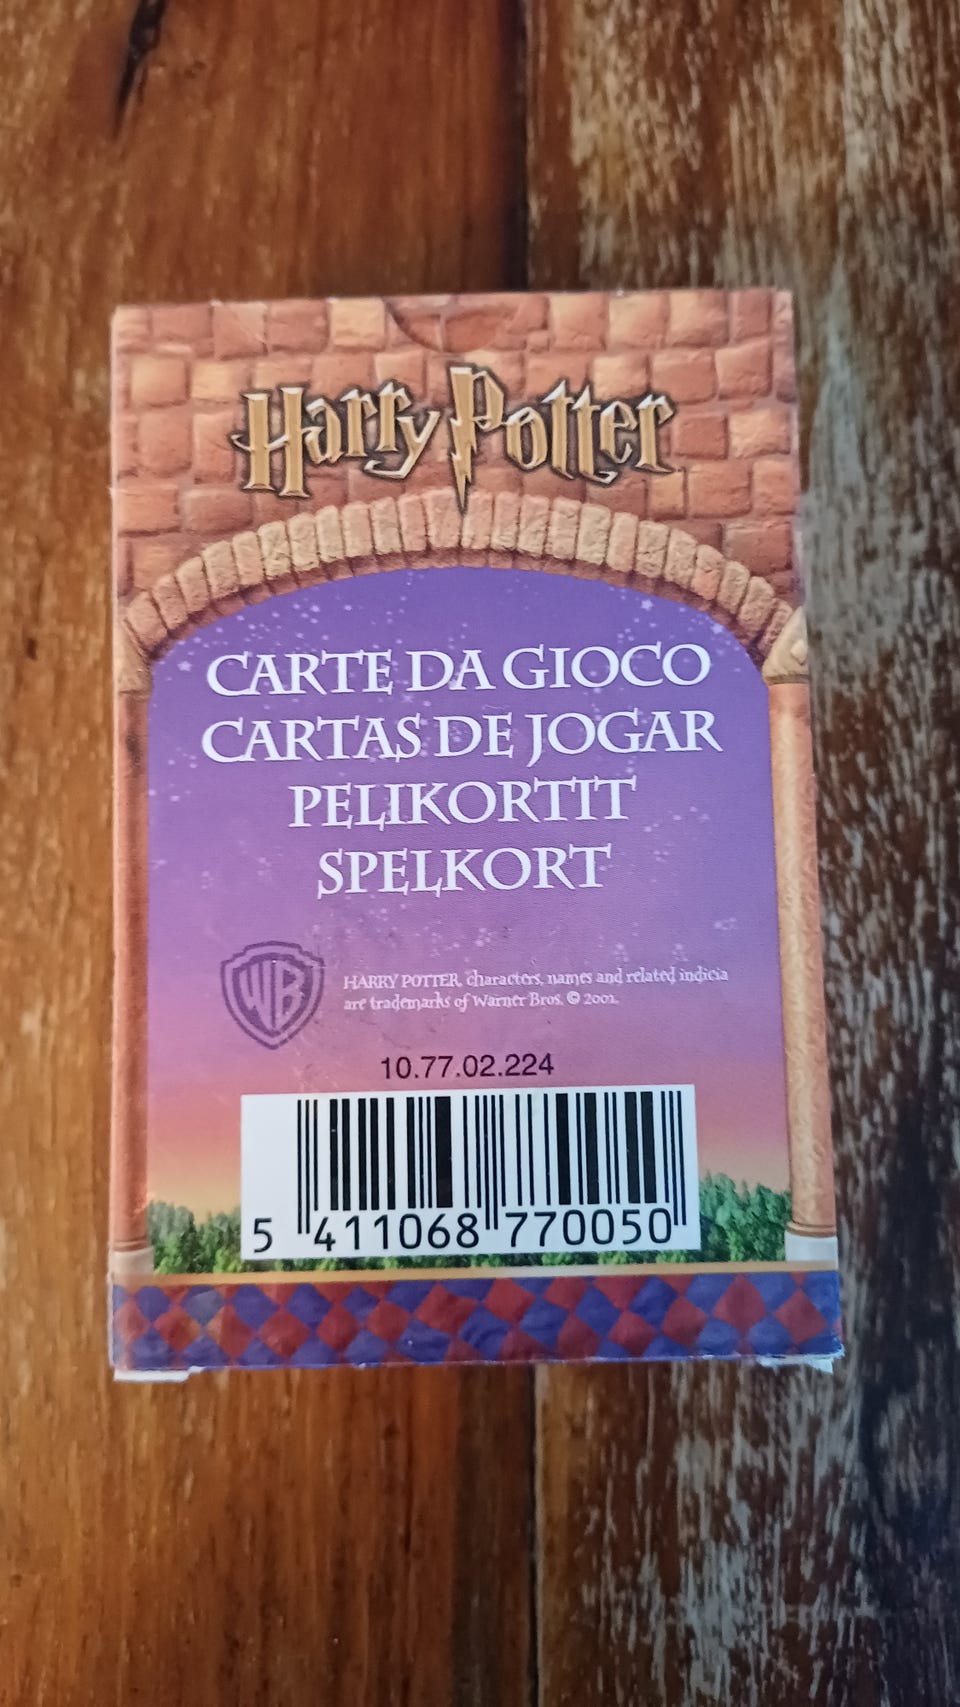 Harry Potter
CARTE DA GIOCO
CARTAS DE JOGAR
PELIKORTIT
SPELKORT
WB
HARRY POTTER, characters, names and related indicia
are trademarks of Warner Bros. © 2001.
10.77.02.224
5 411068 770050